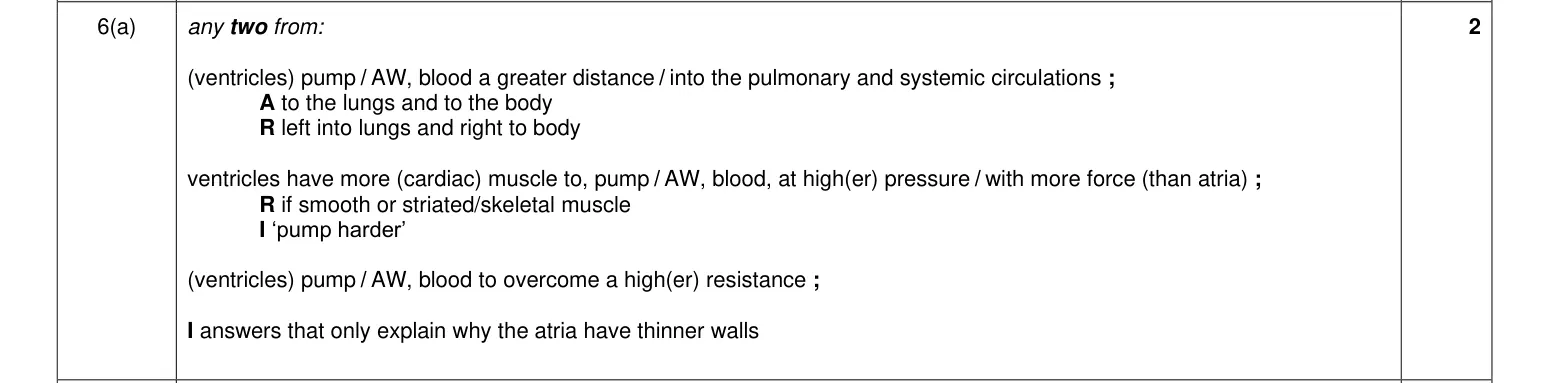 6(a) any two from: 2
(ventricles) pump / AW, blood a greater distance / into the pulmonary and systemic circulations ;
A to the lungs and to the body
R left into lungs and right to body
ventricles have more (cardiac) muscle to, pump / AW, blood, at high(er) pressure / with more force (than atria) ;
R if smooth or striated/skeletal muscle
I ‘pump harder’
(ventricles) pump / AW, blood to overcome a high(er) resistance ;
I answers that only explain why the atria have thinner walls